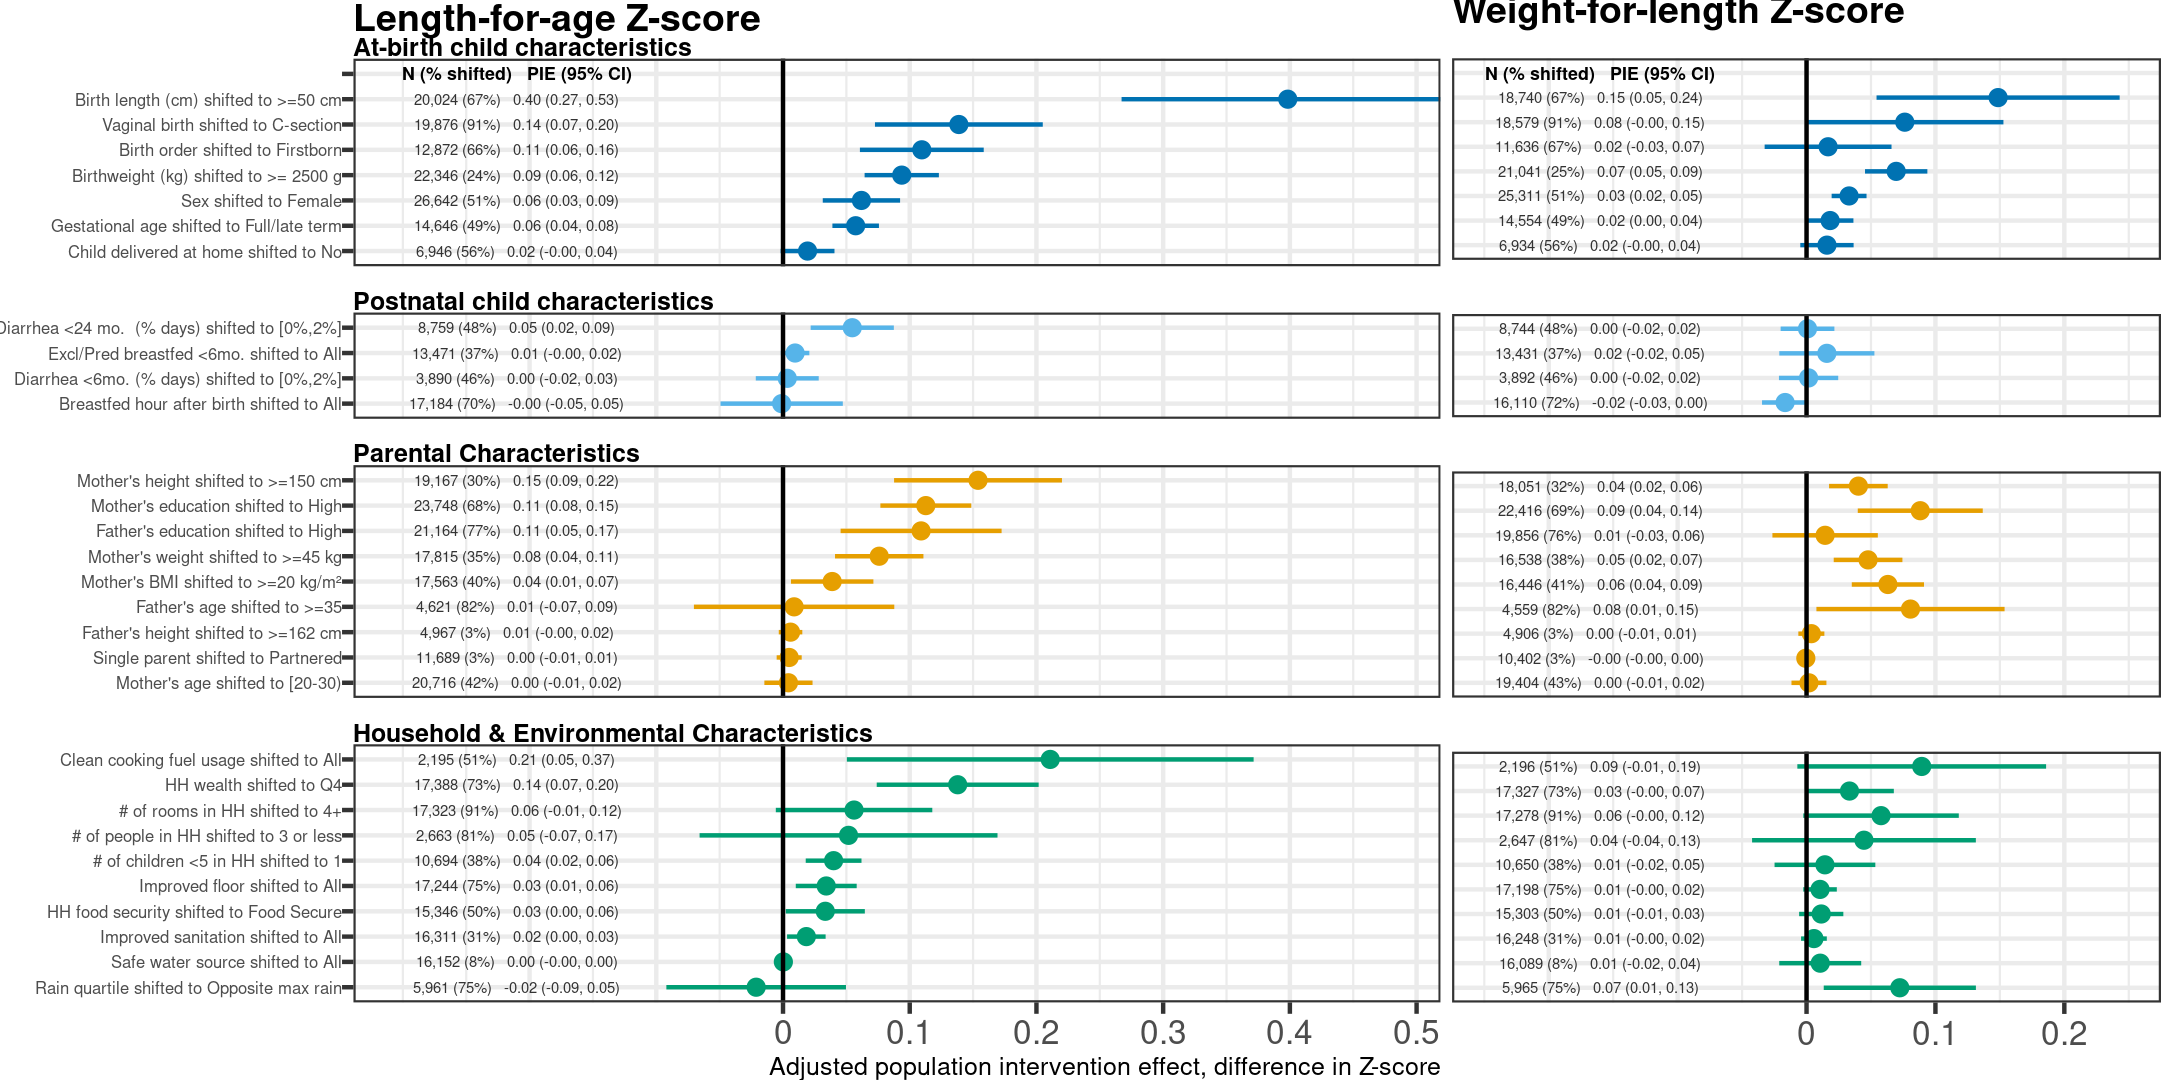 Length-for-age Z-score
Weight-for-length Z-score
At-birth child characteristics
N (% shifted) PIE (95% CI) N (% shifted) PIE (95% CI)
Birth length (cm) shifted to >=50 cm 20,024 (67%) 0.40 (0.27, 0.53) 18,740 (67%) 0.15 (0.05, 0.24)
Vaginal birth shifted to C-section 19,876 (91%) 0.14 (0.07, 0.20) 18,579 (91%) 0.08 (-0.00, 0.15)
Birth order shifted to Firstborn 12,872 (66%) 0.11 (0.06, 0.16) 11,636 (67%) 0.02 (-0.03, 0.07)
Birthweight (kg) shifted to >= 2500 g 22,346 (24%) 0.09 (0.06, 0.12) 21,041 (25%) 0.07 (0.05, 0.09)
Sex shifted to Female 26,642 (51%) 0.06 (0.03, 0.09) 25,311 (51%) 0.03 (0.02, 0.05)
Gestational age shifted to Full/late term 14,646 (49%) 0.06 (0.04, 0.08) 14,554 (49%) 0.02 (0.00, 0.04)
Child delivered at home shifted to No 6,946 (56%) 0.02 (-0.00, 0.04) 6,934 (56%) 0.02 (-0.00, 0.04)
Postnatal child characteristics
Diarrhea <24 mo. (% days) shifted to [0%,2%] 8,759 (48%) 0.05 (0.02, 0.09) 8,744 (48%) 0.00 (-0.02, 0.02)
Excl/Pred breastfed <6mo. shifted to All 13,471 (37%) 0.01 (-0.00, 0.02) 13,431 (37%) 0.02 (-0.02, 0.05)
Diarrhea <6mo. (% days) shifted to [0%,2%] 3,890 (46%) 0.00 (-0.02, 0.03) 3,892 (46%) 0.00 (-0.02, 0.02)
Breastfed hour after birth shifted to All 17,184 (70%) -0.00 (-0.05, 0.05) 16,110 (72%) -0.02 (-0.03, 0.00)
Parental Characteristics
Mother's height shifted to >=150 cm 19,167 (30%) 0.15 (0.09, 0.22) 18,051 (32%) 0.04 (0.02, 0.06)
Mother's education shifted to High 23,748 (68%) 0.11 (0.08, 0.15) 22,416 (69%) 0.09 (0.04, 0.14)
Father's education shifted to High 21,164 (77%) 0.11 (0.05, 0.17) 19,856 (76%) 0.01 (-0.03, 0.06)
Mother's weight shifted to >=45 kg 17,815 (35%) 0.08 (0.04, 0.11) 16,538 (38%) 0.05 (0.02, 0.07)
Mother's BMI shifted to >=20 kg/m² 17,563 (40%) 0.04 (0.01, 0.07) 16,446 (41%) 0.06 (0.04, 0.09)
Father's age shifted to >=35 4,621 (82%) 0.01 (-0.07, 0.09) 4,559 (82%) 0.08 (0.01, 0.15)
Father's height shifted to >=162 cm 4,967 (3%) 0.01 (-0.00, 0.02) 4,906 (3%) 0.00 (-0.01, 0.01)
Single parent shifted to Partnered 11,689 (3%) 0.00 (-0.01, 0.01) 10,402 (3%) -0.00 (-0.00, 0.00)
Mother's age shifted to [20-30) 20,716 (42%) 0.00 (-0.01, 0.02) 19,404 (43%) 0.00 (-0.01, 0.02)
Household & Environmental Characteristics
Clean cooking fuel usage shifted to All 2,195 (51%) 0.21 (0.05, 0.37) 2,196 (51%) 0.09 (-0.01, 0.19)
HH wealth shifted to Q4 17,388 (73%) 0.14 (0.07, 0.20) 17,327 (73%) 0.03 (-0.00, 0.07)
# of rooms in HH shifted to 4+ 17,323 (91%) 0.06 (-0.01, 0.12) 17,278 (91%) 0.06 (-0.00, 0.12)
# of people in HH shifted to 3 or less 2,663 (81%) 0.05 (-0.07, 0.17) 2,647 (81%) 0.04 (-0.04, 0.13)
# of children <5 in HH shifted to 1 10,694 (38%) 0.04 (0.02, 0.06) 10,650 (38%) 0.01 (-0.02, 0.05)
Improved floor shifted to All 17,244 (75%) 0.03 (0.01, 0.06) 17,198 (75%) 0.01 (-0.00, 0.02)
HH food security shifted to Food Secure 15,346 (50%) 0.03 (0.00, 0.06) 15,303 (50%) 0.01 (-0.01, 0.03)
Improved sanitation shifted to All 16,311 (31%) 0.02 (0.00, 0.03) 16,248 (31%) 0.01 (-0.00, 0.02)
Safe water source shifted to All 16,152 (8%) 0.00 (-0.00, 0.00) 16,089 (8%) 0.01 (-0.02, 0.04)
Rain quartile shifted to Opposite max rain 5,961 (75%) -0.02 (-0.09, 0.05) 5,965 (75%) 0.07 (0.01, 0.13)
0 0.1 0.2 0.3 0.4 0.5 0 0.1 0.2
Adjusted population intervention effect, difference in Z-score